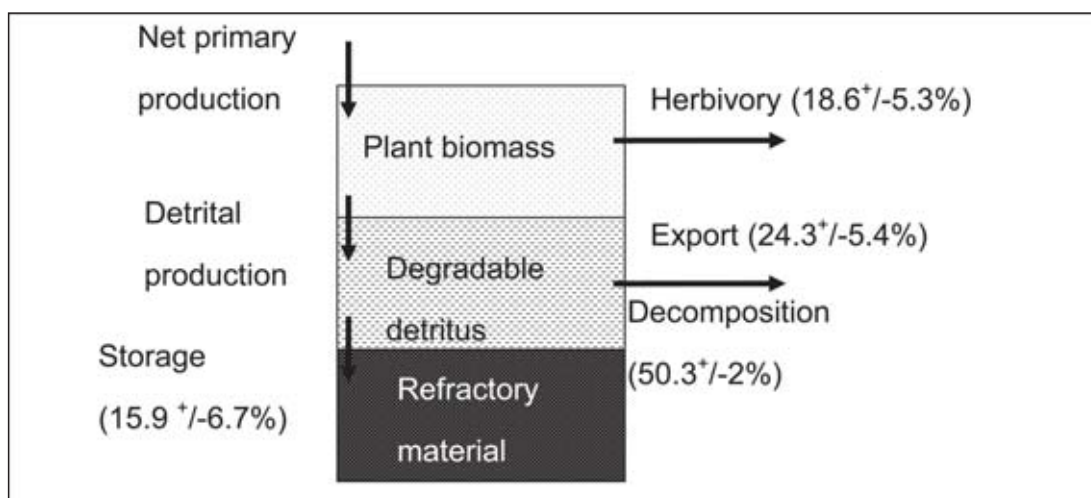 Net primary
production
Herbivory (18.6⁺/-5.3%)
Plant biomass
Detrital
production
Export (24.3⁺/-5.4%)
Degradable
detritus
Decomposition
(50.3⁺/-2%)
Storage
(15.9 ⁺/-6.7%)
Refractory
material